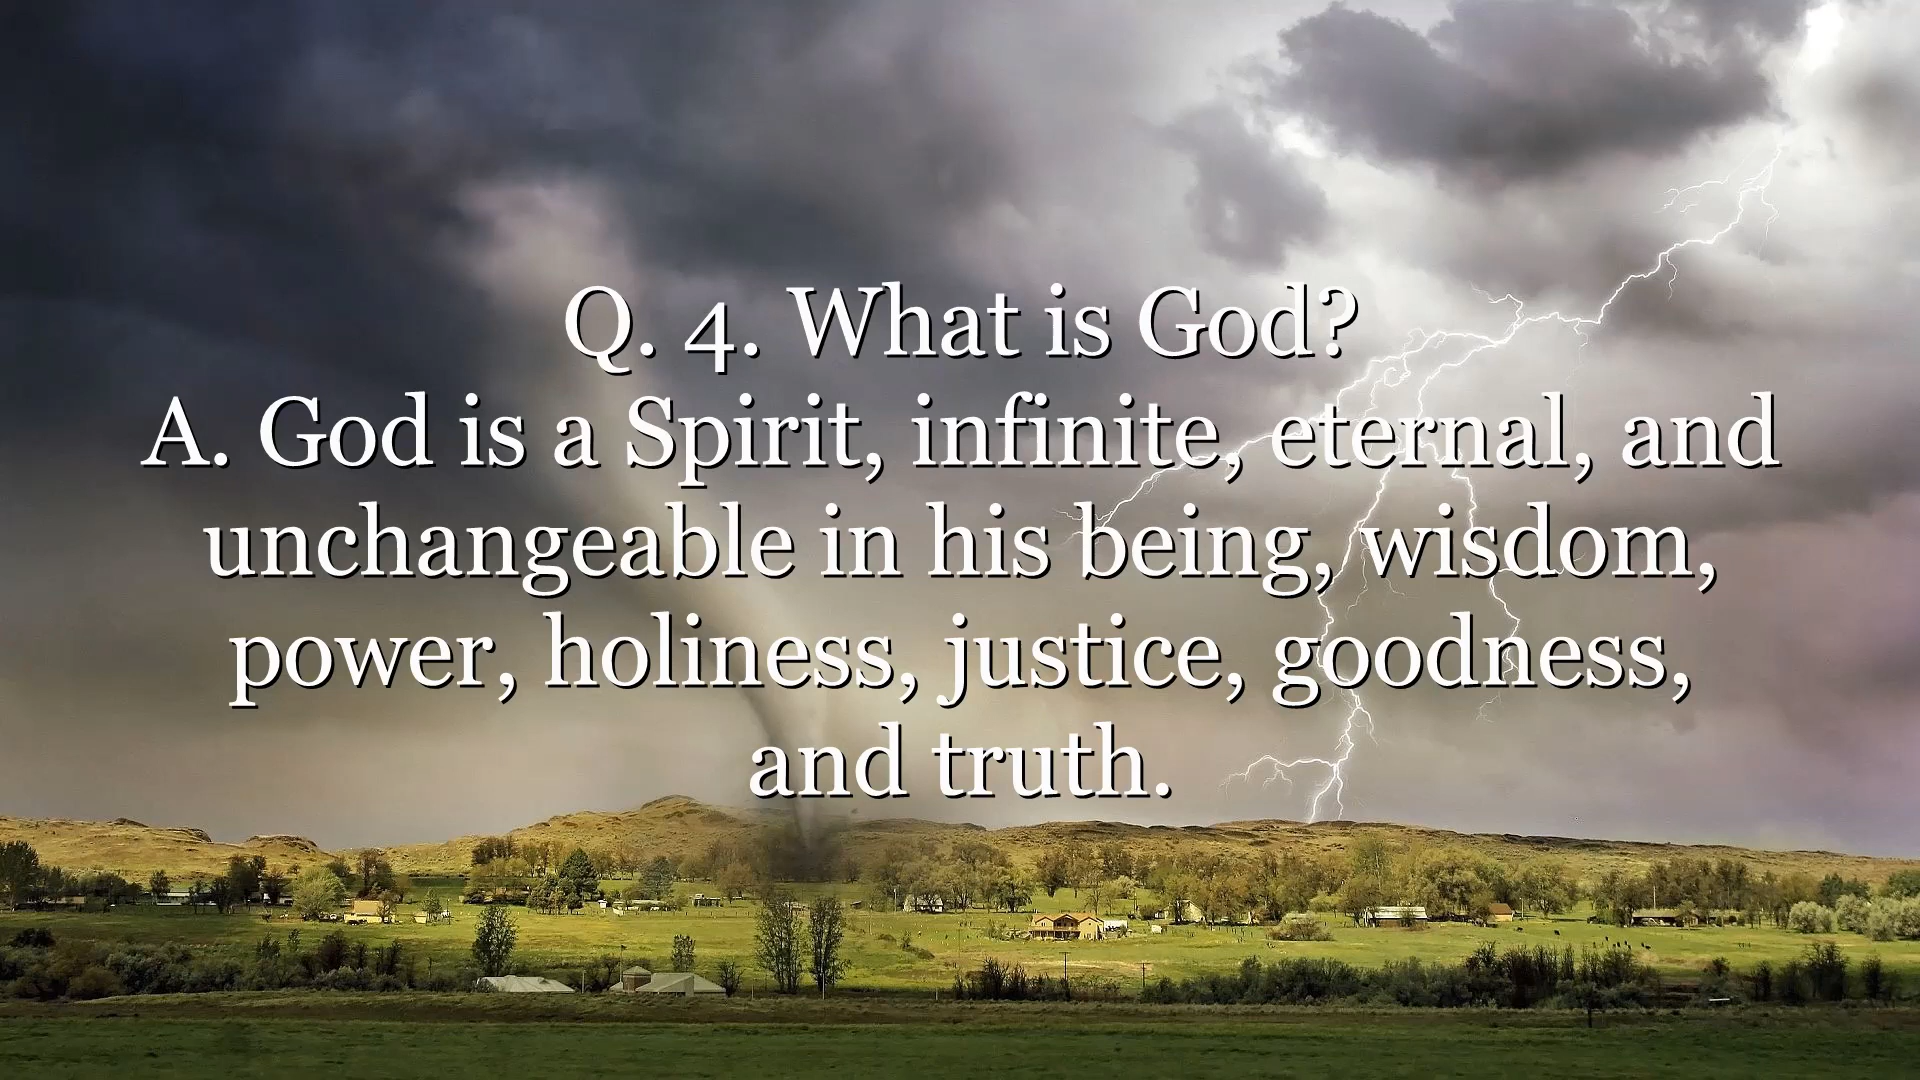 Q. 4. What is God?
A. God is a Spirit, infinite, eternal, and
unchangeable in his being, wisdom,
power, holiness, justice, goodness,
and truth.